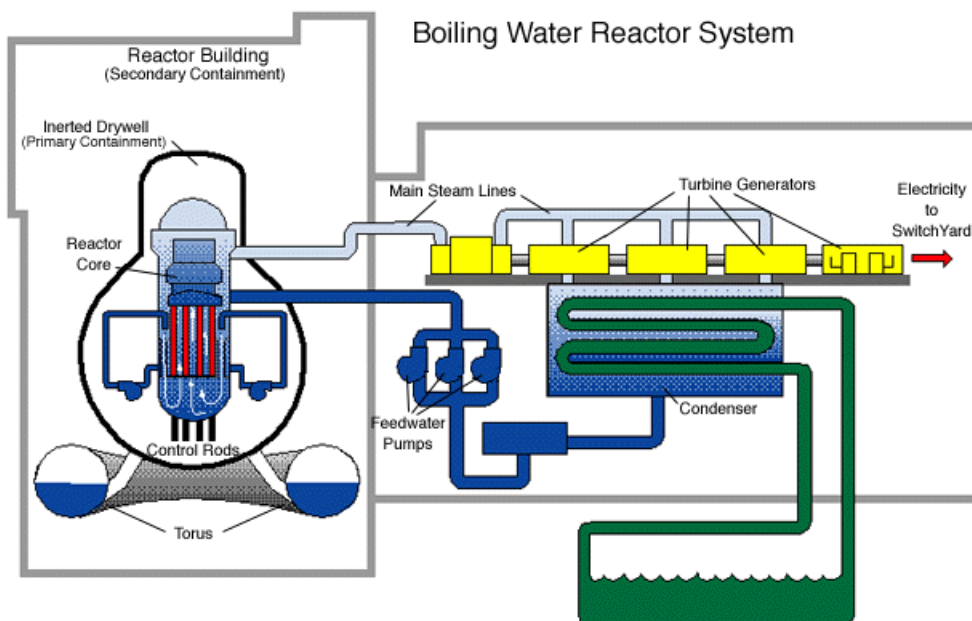 Boiling Water Reactor System
Reactor Building
(Secondary Containment)
Inerted Drywell
(Primary Containment)
Main Steam Lines
Turbine Generators
Electricity
to
SwitchYard
Reactor
Core
Feedwater
Pumps
Condenser
Control Rods
Torus